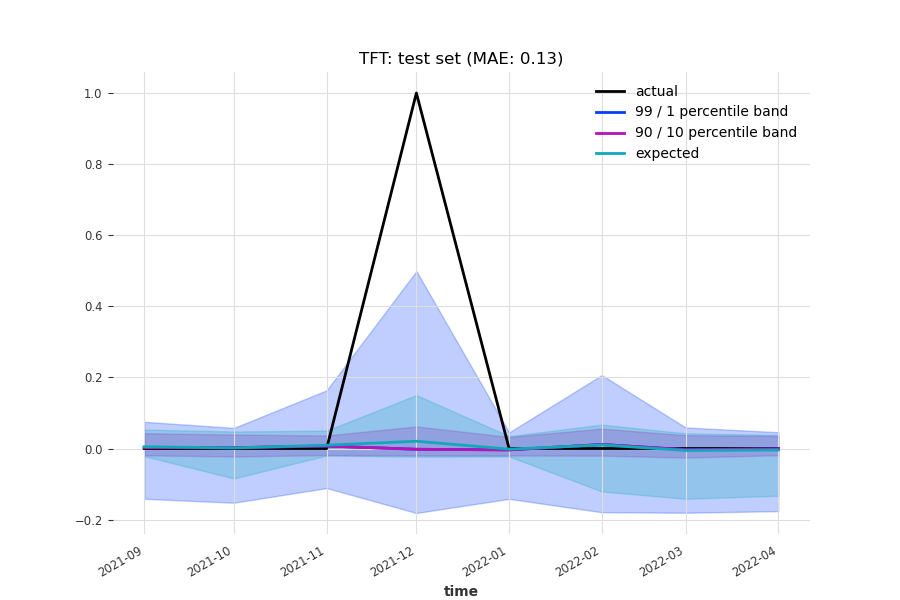 TFT: test set (MAE: 0.13)
actual
99 / 1 percentile band
90 / 10 percentile band
expected
1.0
0.8
0.6
0.4
0.2
0.0
−0.2
2021-09
2021-10
2021-11
2021-12
2022-01
2022-02
2022-03
2022-04
time